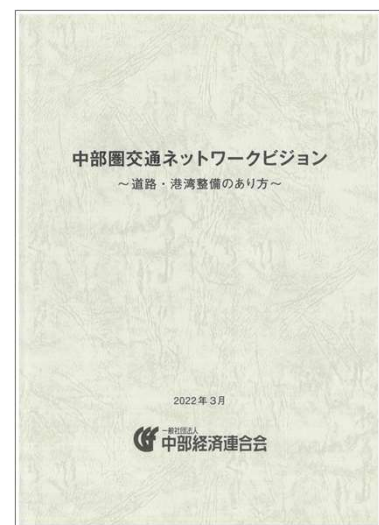 中部圏交通ネットワークビジョン
～道路・港湾整備のあり方～
2022年3月
一般社団法人
中部経済連合会